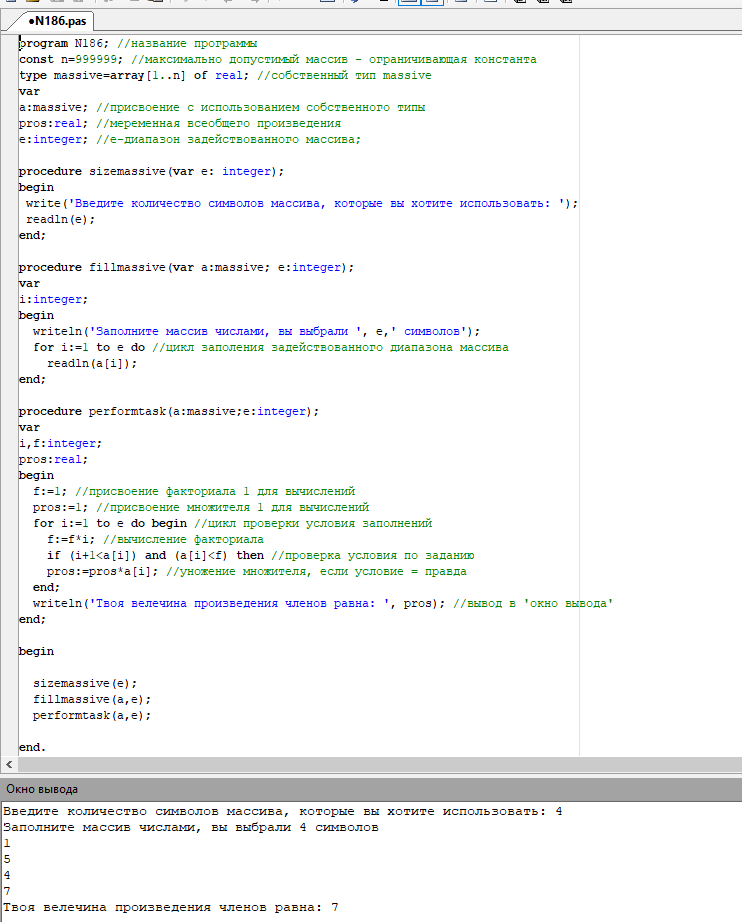 •N186.pas
program N186; //название программы
const n=999999; //максимально допустимый массив - ограничивающая константа
type massive=array[1..n] of real; //собственный тип massive
var
a:massive; //присвоение с использованием собственного типы
pros:real; //меременная всеобщего произведения
e:integer; //e-диапазон задействованного массива;
procedure sizemassive(var e: integer);
begin
write('Введите количество символов массива, которые вы хотите использовать: ');
readln(e);
end;
procedure fillmassive(var a:massive; e:integer);
var
i:integer;
begin
writeln('Заполните массив числами, вы выбрали ', e,' символов');
for i:=1 to e do //цикл заполения задействованного диапазона массива
readln(a[i]);
end;
procedure performtask(a:massive;e:integer);
var
i,f:integer;
pros:real;
begin
f:=1; //присвоение факториала 1 для вычислений
pros:=1; //присвоение множителя 1 для вычислений
for i:=1 to e do begin //цикл проверки условия заполнений
f:=f*i; //вычисление факториала
if (i+1<a[i]) and (a[i]<f) then //проверка условия по заданию
pros:=pros*a[i]; //уножение множителя, если условие = правда
end;
writeln('Твоя велечина произведения членов равна: ', pros); //вывод в 'окно вывода'
end;
begin
sizemassive(e);
fillmassive(a,e);
performtask(a,e);
end.
Окно вывода
Введите количество символов массива, которые вы хотите использовать: 4
Заполните массив числами, вы выбрали 4 символов
1
5
4
7
Твоя велечина произведения членов равна: 7